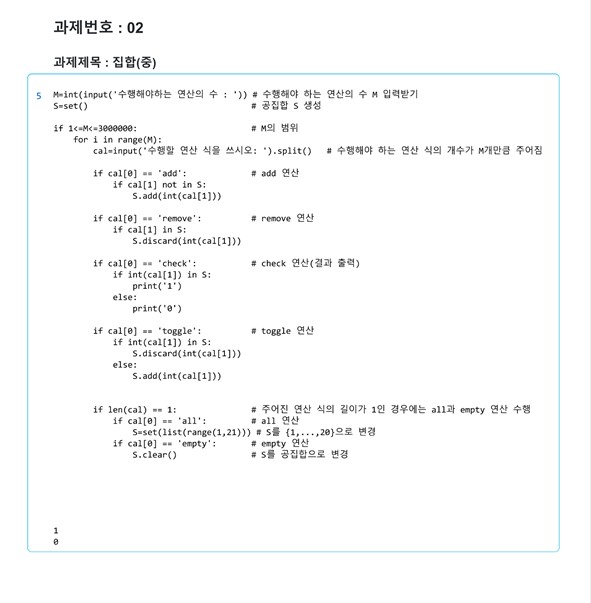 과제번호 : 02
과제제목 : 집합(중)
5 M=int(input('수행해야하는 연산의 수 : ')) # 수행해야 하는 연산의 수 M 입력받기
S=set() # 공집합 S 생성
if 1<=M<=3000000: # M의 범위
for i in range(M):
cal=input('수행할 연산 식을 쓰시오: ').split() # 수행해야 하는 연산 식의 개수가 M개만큼 주어짐
if cal[0] == 'add': # add 연산
if cal[1] not in S:
S.add(int(cal[1]))
if cal[0] == 'remove': # remove 연산
if cal[1] in S:
S.discard(int(cal[1]))
if cal[0] == 'check': # check 연산(결과 출력)
if int(cal[1]) in S:
print('1')
else:
print('0')
if cal[0] == 'toggle': # toggle 연산
if int(cal[1]) in S:
S.discard(int(cal[1]))
else:
S.add(int(cal[1]))
if len(cal) == 1: # 주어진 연산 식의 길이가 1인 경우에는 all과 empty 연산 수행
if cal[0] == 'all': # all 연산
S=set(list(range(1,21))) # S를 {1,...,20}으로 변경
if cal[0] == 'empty': # empty 연산
S.clear() # S를 공집합으로 변경
1
0